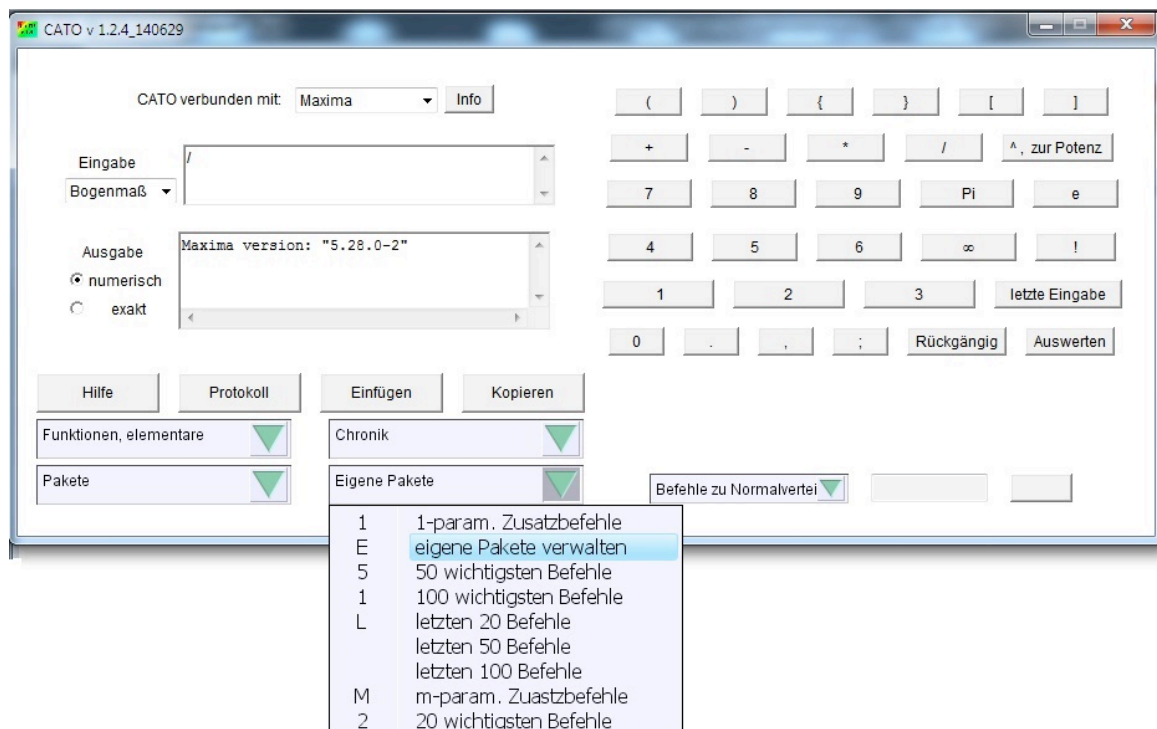 CATO v 1.2.4_140629
CATO verbunden mit: Maxima Info
( ) { } [ ]
Eingabe /
Bogenmaß
+ - * / ^ , zur Potenz
7 8 9 Pi e
Ausgabe Maxima version: "5.28.0-2"
numerisch
exakt
4 5 6 ∞ !
1 2 3 letzte Eingabe
0 . , ; Rückgängig Auswerten
Hilfe Protokoll Einfügen Kopieren
Funktionen, elementare Chronik
Pakete Eigene Pakete Befehle zu Normalvertei
1 1-param. Zusatzbefehle
E eigene Pakete verwalten
5 50 wichtigsten Befehle
1 100 wichtigsten Befehle
L letzten 20 Befehle
letzten 50 Befehle
letzten 100 Befehle
M m-param. Zuastzbefehle
2 20 wichtigsten Befehle